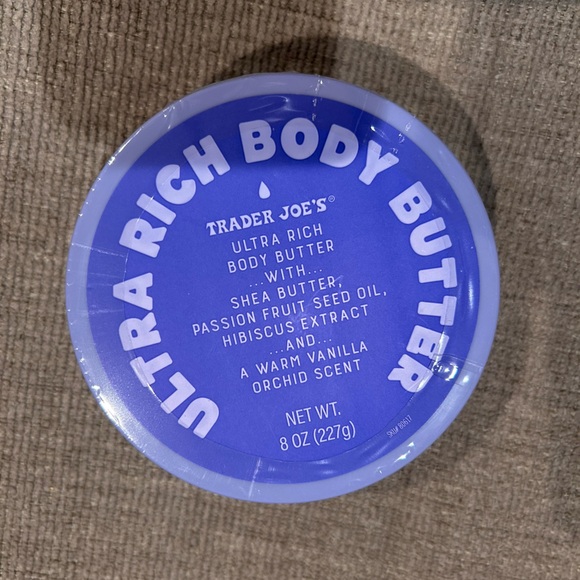 ULTRA RICH BODY BUTTER
TRADER JOE'S®
ULTRA RICH
BODY BUTTER
...WITH...
SHEA BUTTER,
PASSION FRUIT SEED OIL,
HIBISCUS EXTRACT
...AND...
A WARM VANILLA
ORCHID SCENT
NET WT.
8 OZ (227g)